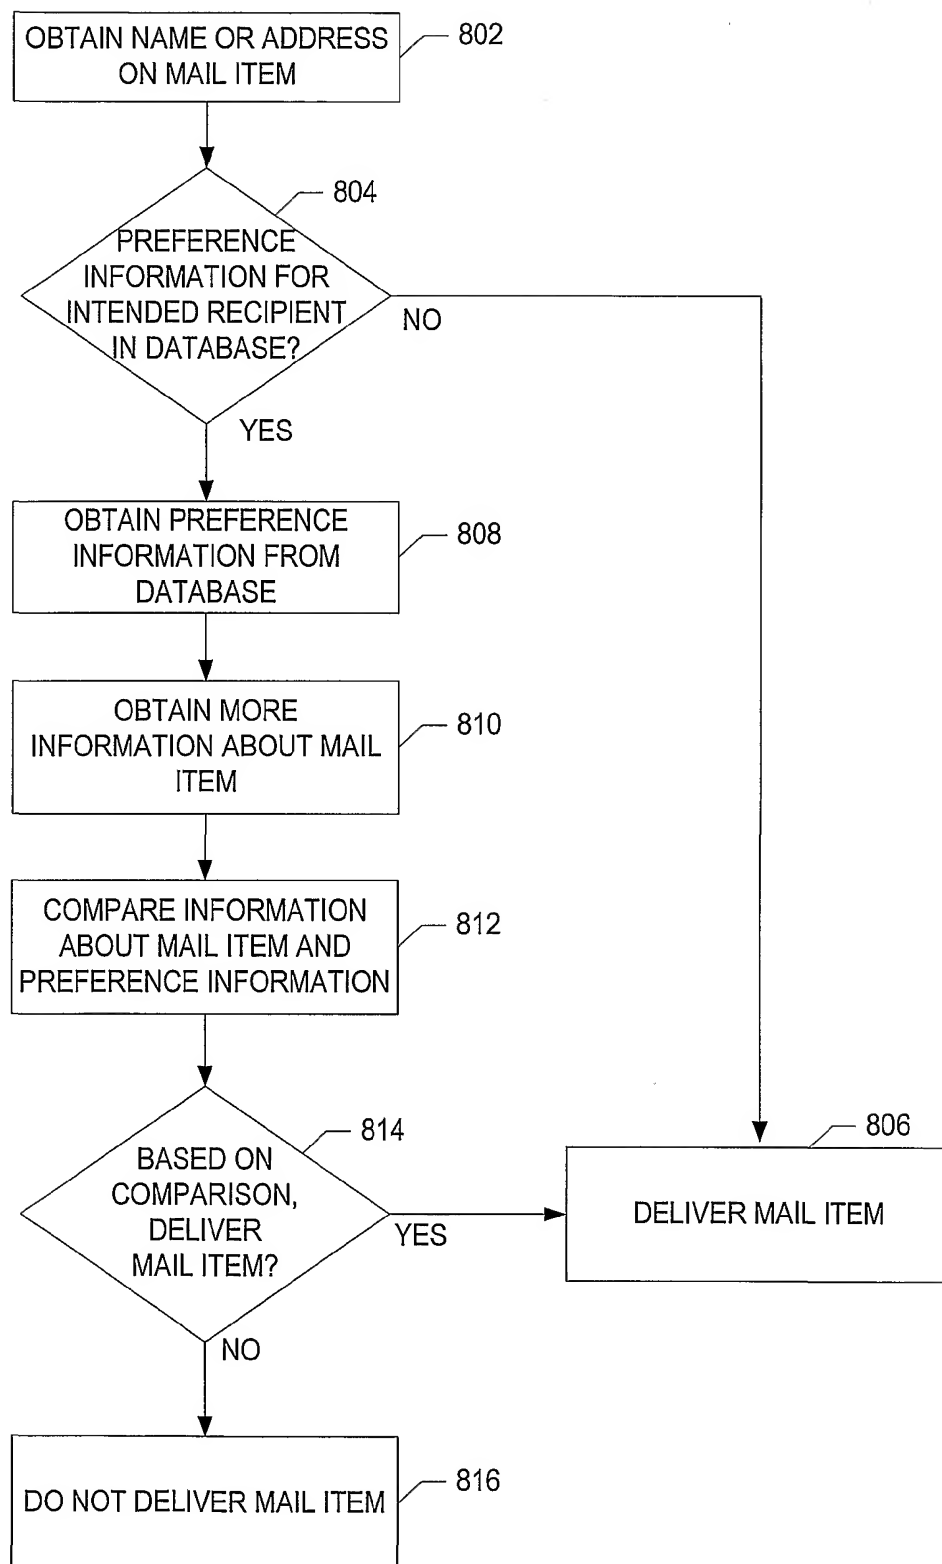 OBTAIN NAME OR ADDRESS
ON MAIL ITEM
802
804
PREFERENCE
INFORMATION FOR
INTENDED RECIPIENT
IN DATABASE?
NO
YES
OBTAIN PREFERENCE
INFORMATION FROM
DATABASE
808
OBTAIN MORE
INFORMATION ABOUT MAIL
ITEM
810
COMPARE INFORMATION
ABOUT MAIL ITEM AND
PREFERENCE INFORMATION
812
814
BASED ON
COMPARISON,
DELIVER
MAIL ITEM?
YES
806
DELIVER MAIL ITEM
NO
DO NOT DELIVER MAIL ITEM
816